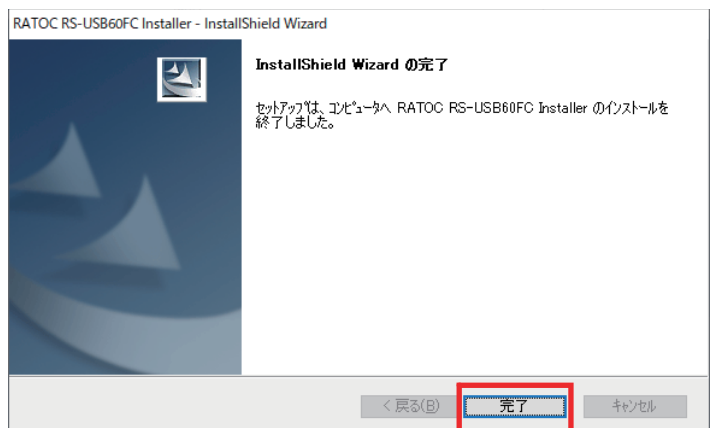 RATOC RS-USB60FC Installer - InstallShield Wizard
InstallShield Wizard の完了
セットアップは、コンピュータへ RATOC RS-USB60FC Installer のインストールを
終了しました。
< 戻る(B)
完了
キャンセル